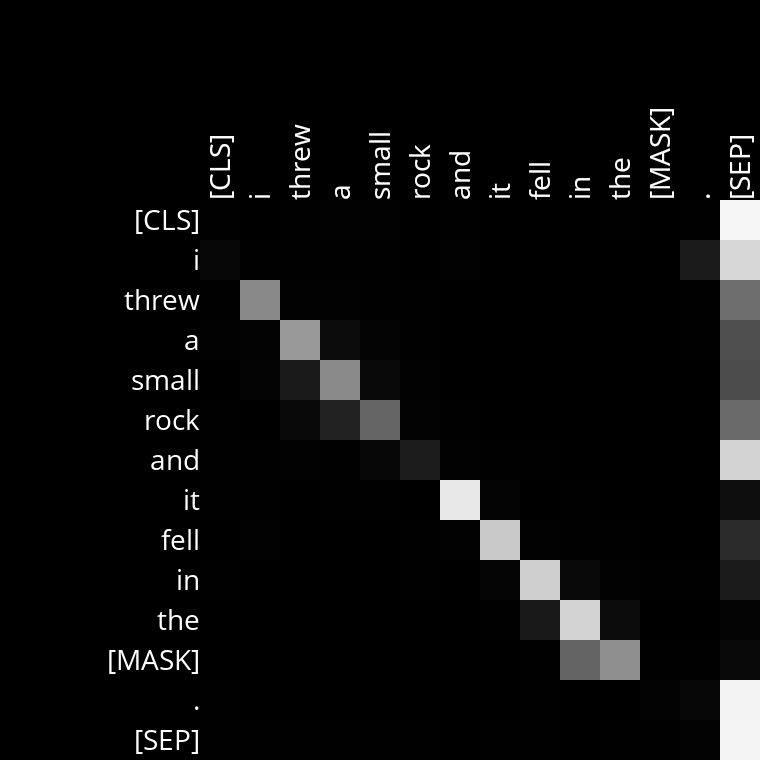 [CLS] i threw a small rock and it fell in the [MASK] . [SEP]
[CLS]
i
threw
a
small
rock
and
it
fell
in
the
[MASK]
.
[SEP]